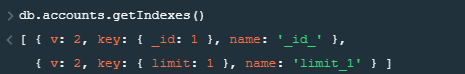 > db.accounts.getIndexes()
< [ { v: 2, key: { _id: 1 }, name: '_id_' },
{ v: 2, key: { limit: 1 }, name: 'limit_1' } ]